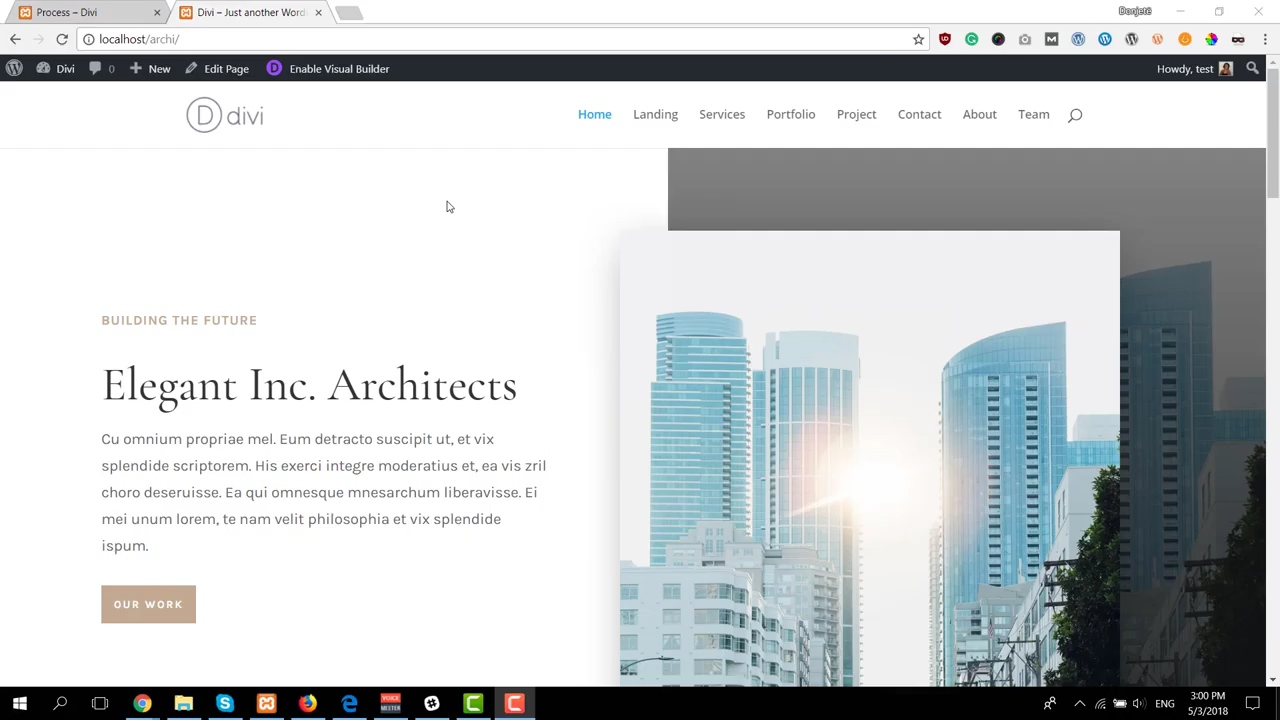 Process – Divi
Divi – Just another Word
Donjetë
localhost/archi/
Divi
0
New
Edit Page
Enable Visual Builder
Howdy, test
D divi
Home
Landing
Services
Portfolio
Project
Contact
About
Team
BUILDING THE FUTURE
Elegant Inc. Architects
Cu omnium propriae mel. Eum detracto suscipit ut, et vix
splendide scriptorem. His exerci integre moderatius et, ea vis zril
choro deseruisse. Ea qui omnesque mnesarchum liberavisse. Ei
mei unum lorem, te nam velit philosophia et vix splendide
ispum.
OUR WORK
VOICE
MEETER
ENG
3:00 PM
5/3/2018